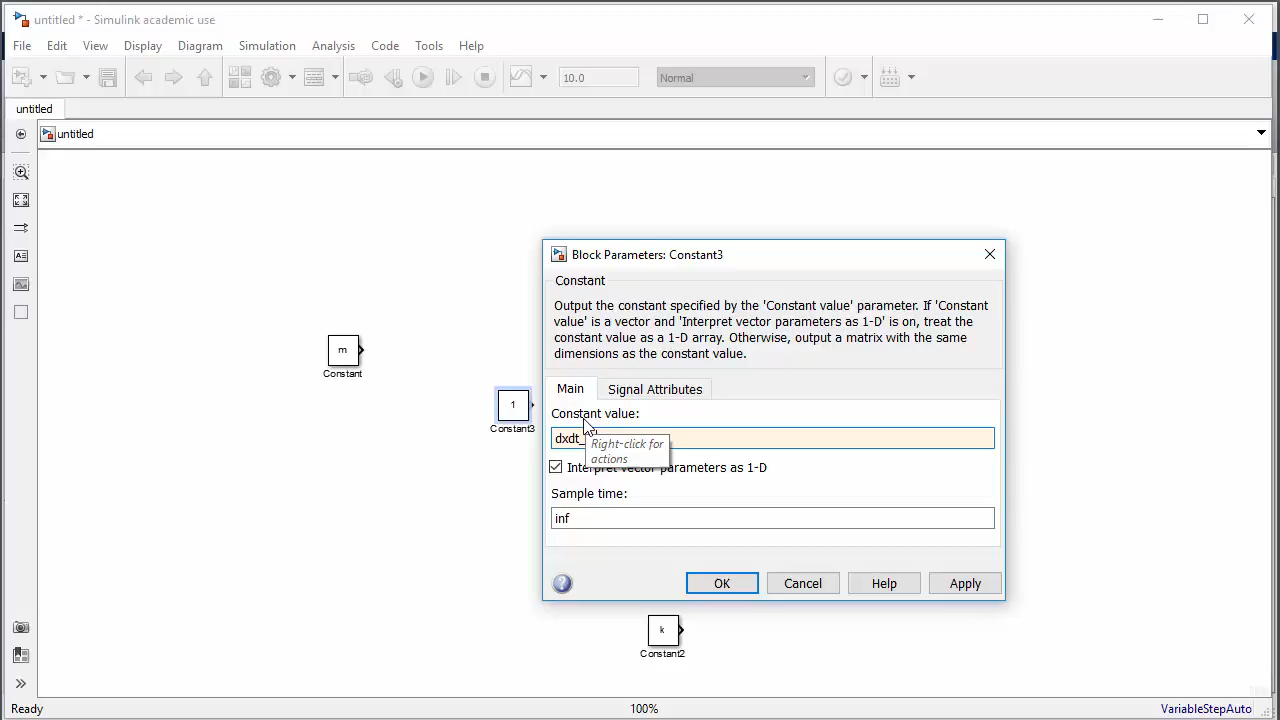 untitled * - Simulink academic use
File Edit View Display Diagram Simulation Analysis Code Tools Help
10.0 Normal
untitled
untitled
Block Parameters: Constant3
Constant
Output the constant specified by the 'Constant value' parameter. If 'Constant
value' is a vector and 'Interpret vector parameters as 1-D' is on, treat the
constant value as a 1-D array. Otherwise, output a matrix with the same
dimensions as the constant value.
m
Constant
Main Signal Attributes
1
Constant value:
Constant3
dxdt_
Right-click for
actions
Interpret vector parameters as 1-D
Sample time:
inf
OK Cancel Help Apply
k
Constant2
Ready 100% VariableStepAuto